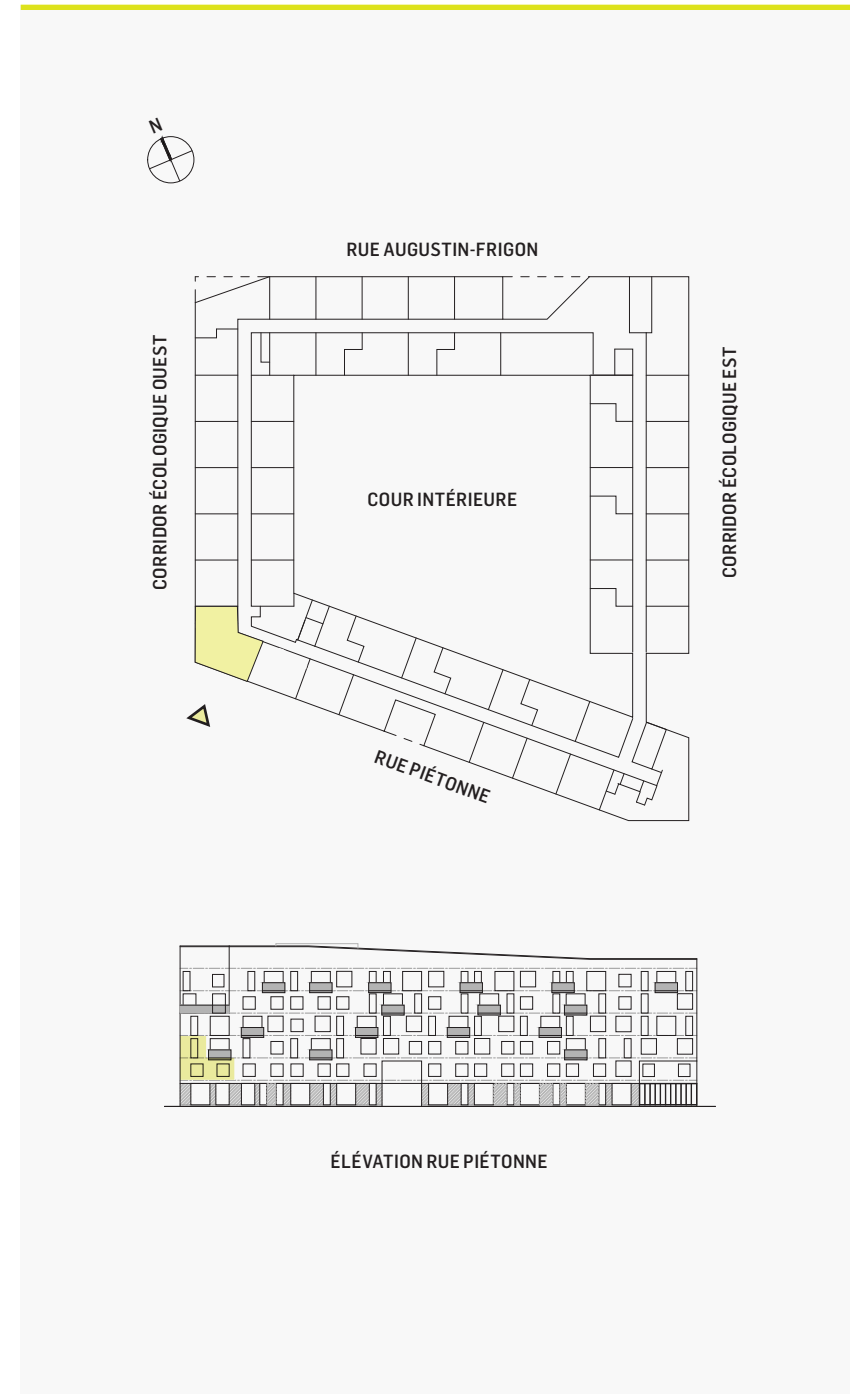 N
RUE AUGUSTIN-FRIGON
CORRIDOR ÉCOLOGIQUE OUEST
CORRIDOR ÉCOLOGIQUE EST
COUR INTÉRIEURE
RUE PIÉTONNE
ÉLÉVATION RUE PIÉTONNE